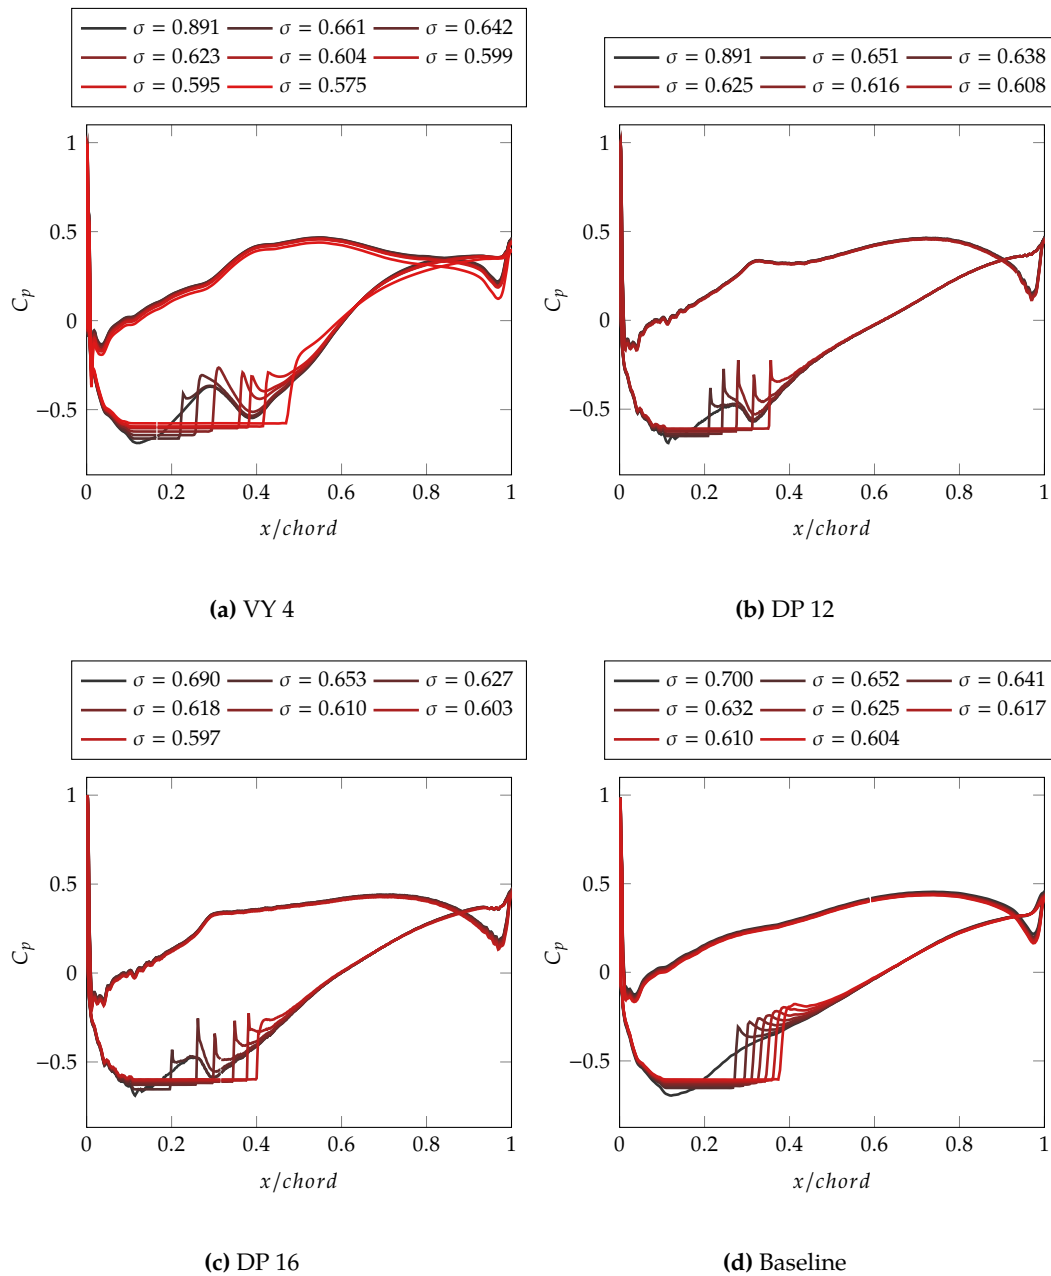 σ = 0.891 σ = 0.661 σ = 0.642
σ = 0.623 σ = 0.604 σ = 0.599
σ = 0.595 σ = 0.575
1
0.5
0
−0.5
C_p
0 0.2 0.4 0.6 0.8 1
x/chord
(a) VY 4
σ = 0.891 σ = 0.651 σ = 0.638
σ = 0.625 σ = 0.616 σ = 0.608
1
0.5
0
−0.5
C_p
0 0.2 0.4 0.6 0.8 1
x/chord
(b) DP 12
σ = 0.690 σ = 0.653 σ = 0.627
σ = 0.618 σ = 0.610 σ = 0.603
σ = 0.597
1
0.5
0
−0.5
C_p
0 0.2 0.4 0.6 0.8 1
x/chord
(c) DP 16
σ = 0.700 σ = 0.652 σ = 0.641
σ = 0.632 σ = 0.625 σ = 0.617
σ = 0.610 σ = 0.604
1
0.5
0
−0.5
C_p
0 0.2 0.4 0.6 0.8 1
x/chord
(d) Baseline